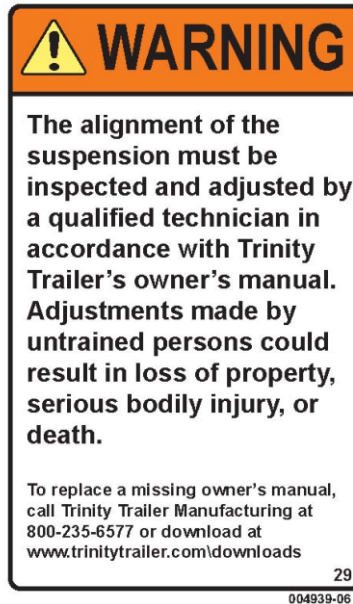 WARNING
The alignment of the
suspension must be
inspected and adjusted by
a qualified technician in
accordance with Trinity
Trailer's owner's manual.
Adjustments made by
untrained persons could
result in loss of property,
serious bodily injury, or
death.
To replace a missing owner's manual,
call Trinity Trailer Manufacturing at
800-235-6577 or download at
www.trinitytrailer.com\downloads
29
004939-06